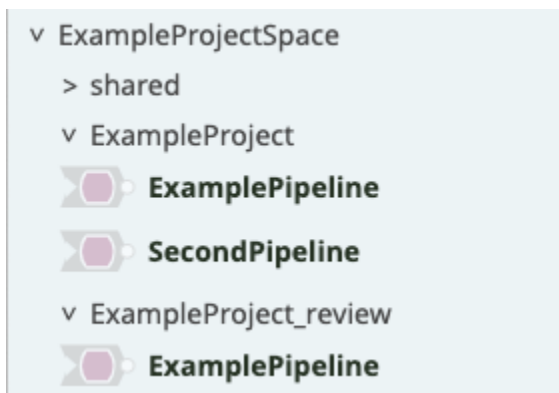 ExampleProjectSpace
> shared
ExampleProject
ExamplePipeline
SecondPipeline
ExampleProject_review
ExamplePipeline